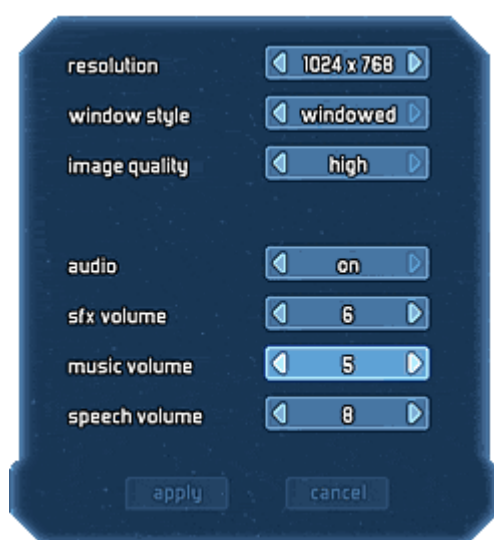 resolution 1024 x 768
window style windowed
image quality high
audio on
sfx volume 6
music volume 5
speech volume 8
apply cancel